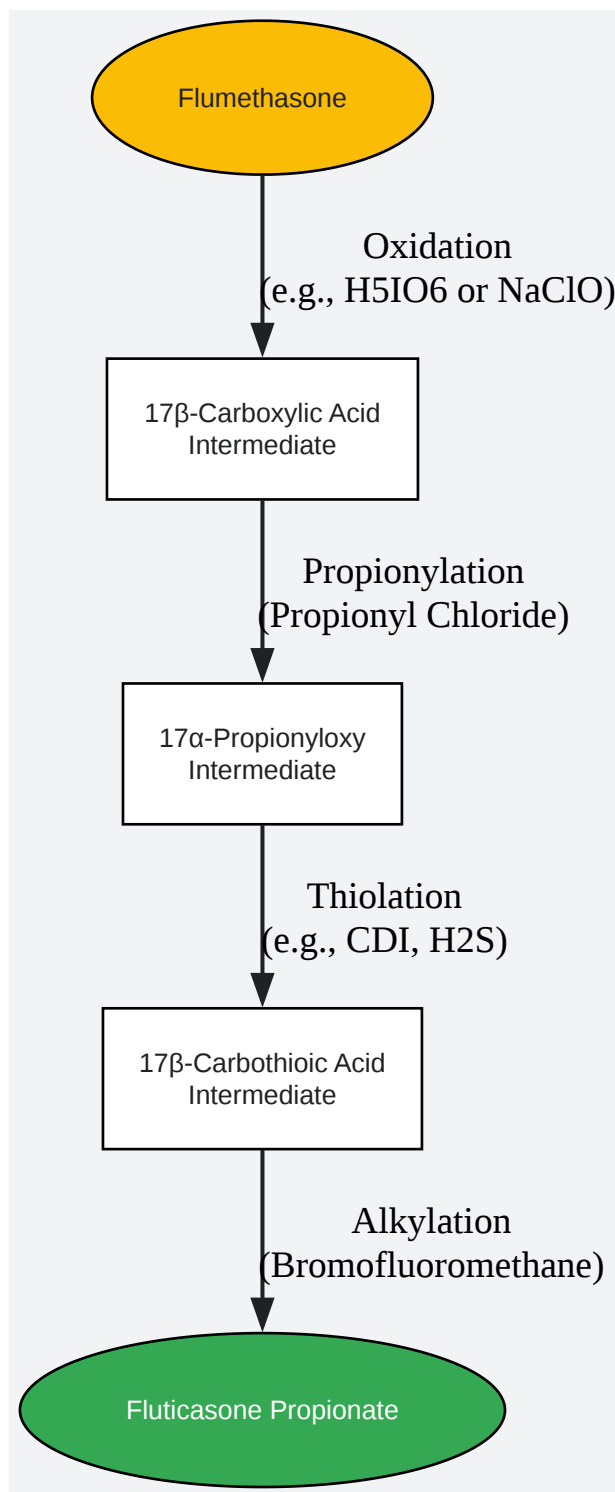 Flumethasone
Oxidation
(e.g., H5IO6 or NaClO)
17β-Carboxylic Acid
Intermediate
Propionylation
(Propionyl Chloride)
17α-Propionyloxy
Intermediate
Thiolation
(e.g., CDI, H2S)
17β-Carbothioic Acid
Intermediate
Alkylation
(Bromofluoromethane)
Fluticasone Propionate